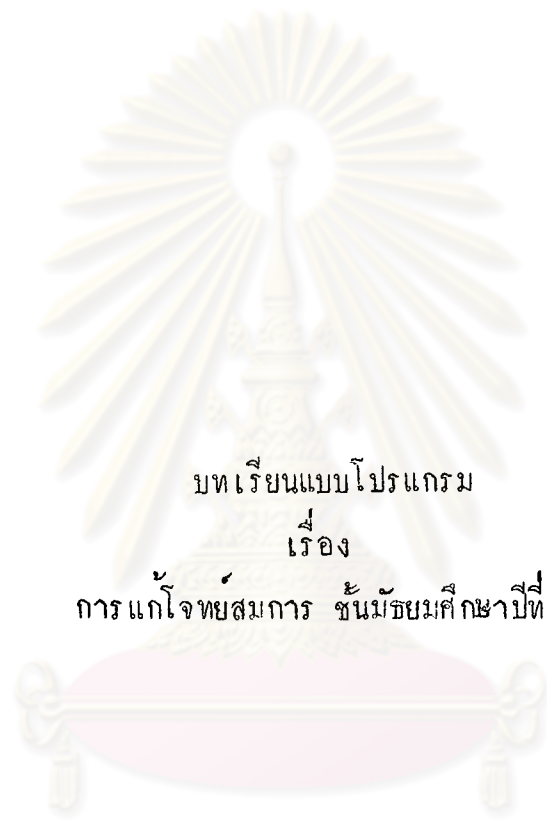 บทเรียนแบบโปรแกรม
เรื่อง
การแก้โจทย์สมการ ชั้นมัธยมศึกษาปีที่